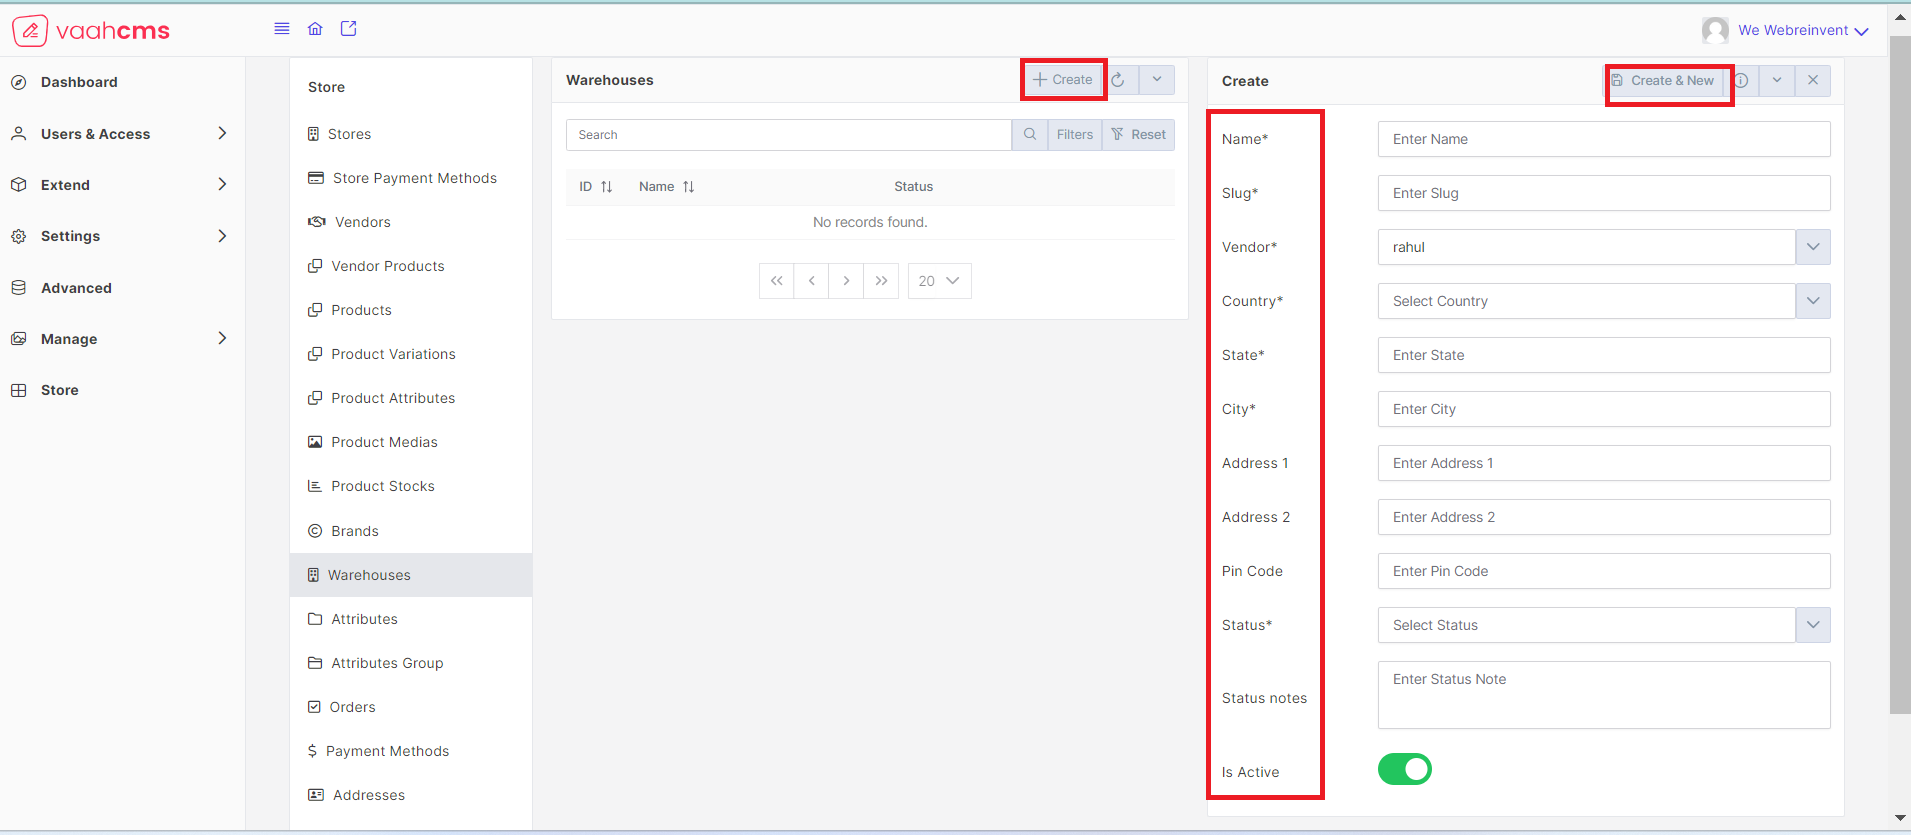 vaahcms
We Webreinvent
Dashboard
Users & Access
Extend
Settings
Advanced
Manage
Store
Store
Stores
Store Payment Methods
Vendors
Vendor Products
Products
Product Variations
Product Attributes
Product Medias
Product Stocks
Brands
Warehouses
Attributes
Attributes Group
Orders
Payment Methods
Addresses
Warehouses
Create
Search
Filters
Reset
ID Name Status
No records found.
20
Create
Create & New
Name* Enter Name
Slug* Enter Slug
Vendor* rahul
Country* Select Country
State* Enter State
City* Enter City
Address 1 Enter Address 1
Address 2 Enter Address 2
Pin Code Enter Pin Code
Status* Select Status
Status notes Enter Status Note
Is Active